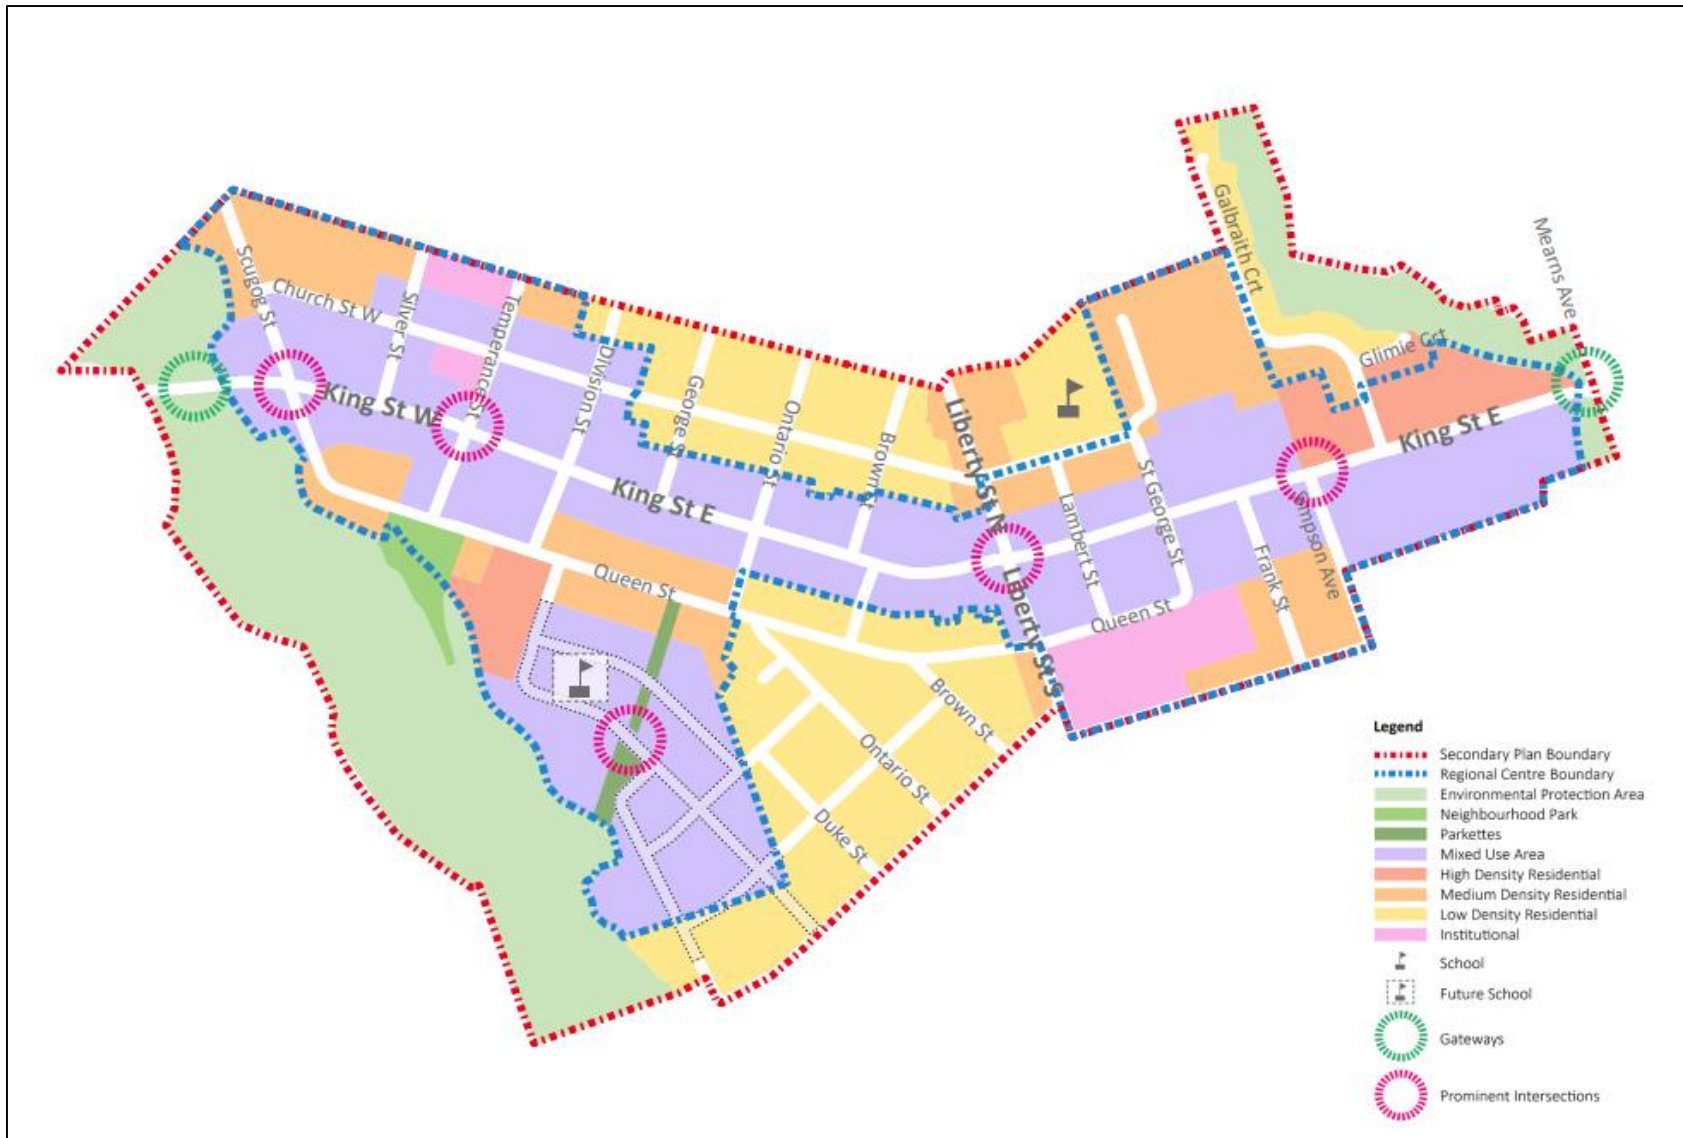 Mearns Ave
Galbraith Crt
Glimie Crt
Scugog St
Church St W
Silver St
Temperance St
Division St
George St
Ontario St
Brown St
King St W
King St E
King St E
Liberty St N
Lambert St
St George St
Simpson Ave
Frank St
Queen St
Queen St
Liberty St S
Brown St
Ontario St
Duke St
Legend
Secondary Plan Boundary
Regional Centre Boundary
Environmental Protection Area
Neighbourhood Park
Parkettes
Mixed Use Area
High Density Residential
Medium Density Residential
Low Density Residential
Institutional
School
Future School
Gateways
Prominent Intersections